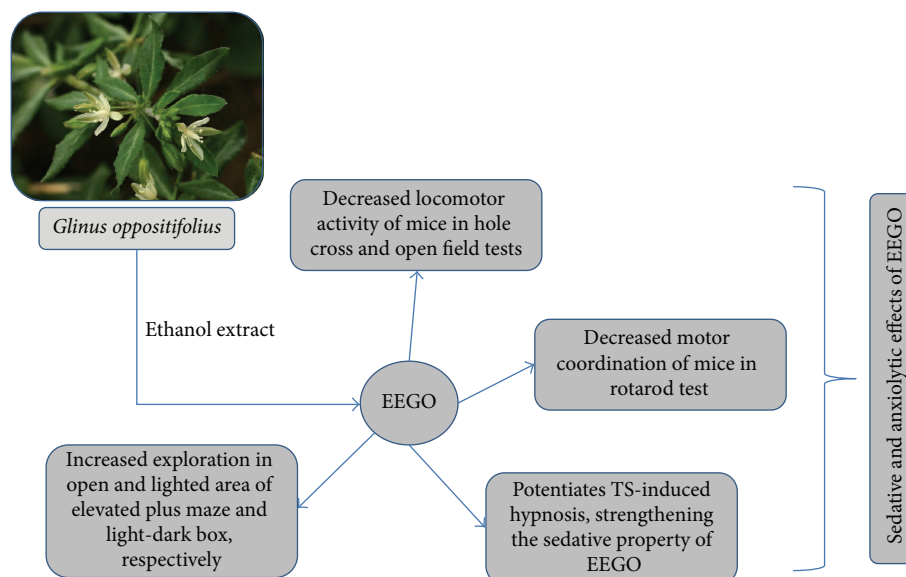 Glinus oppositifolius
Ethanol extract
EEGO
Decreased locomotor
activity of mice in hole
cross and open field tests
Decreased motor
coordination of mice in
rotarod test
Increased exploration in
open and lighted area of
elevated plus maze and
light-dark box,
respectively
Potentiates TS-induced
hypnosis, strengthening
the sedative property of
EEGO
Sedative and anxiolytic effects of EEGO